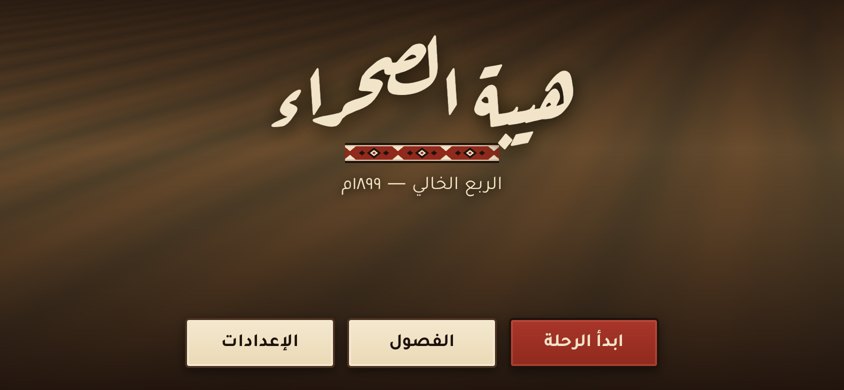 هيبة الصحراء
الربع الخالي — ١٨٩٩م
ابدأ الرحلة
الفصول
الإعدادات